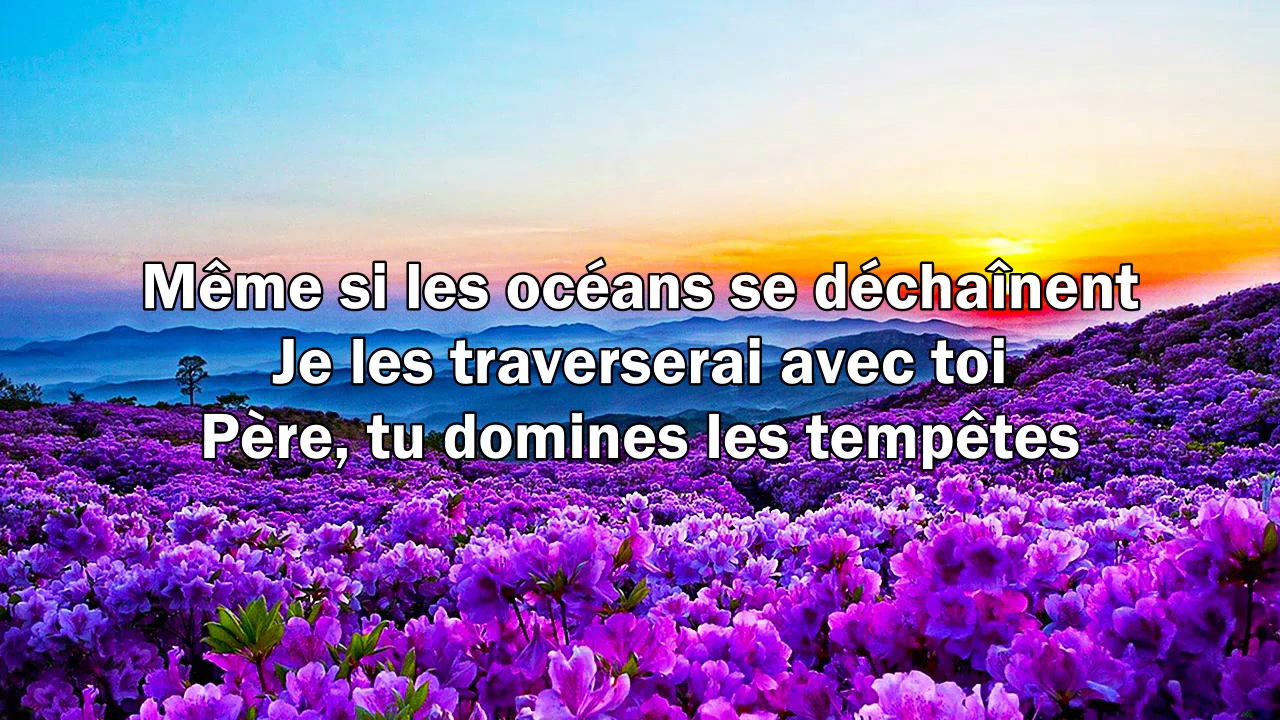 Même si les océans se déchaînent
Je les traverserai avec toi
Père, tu domines les tempêtes